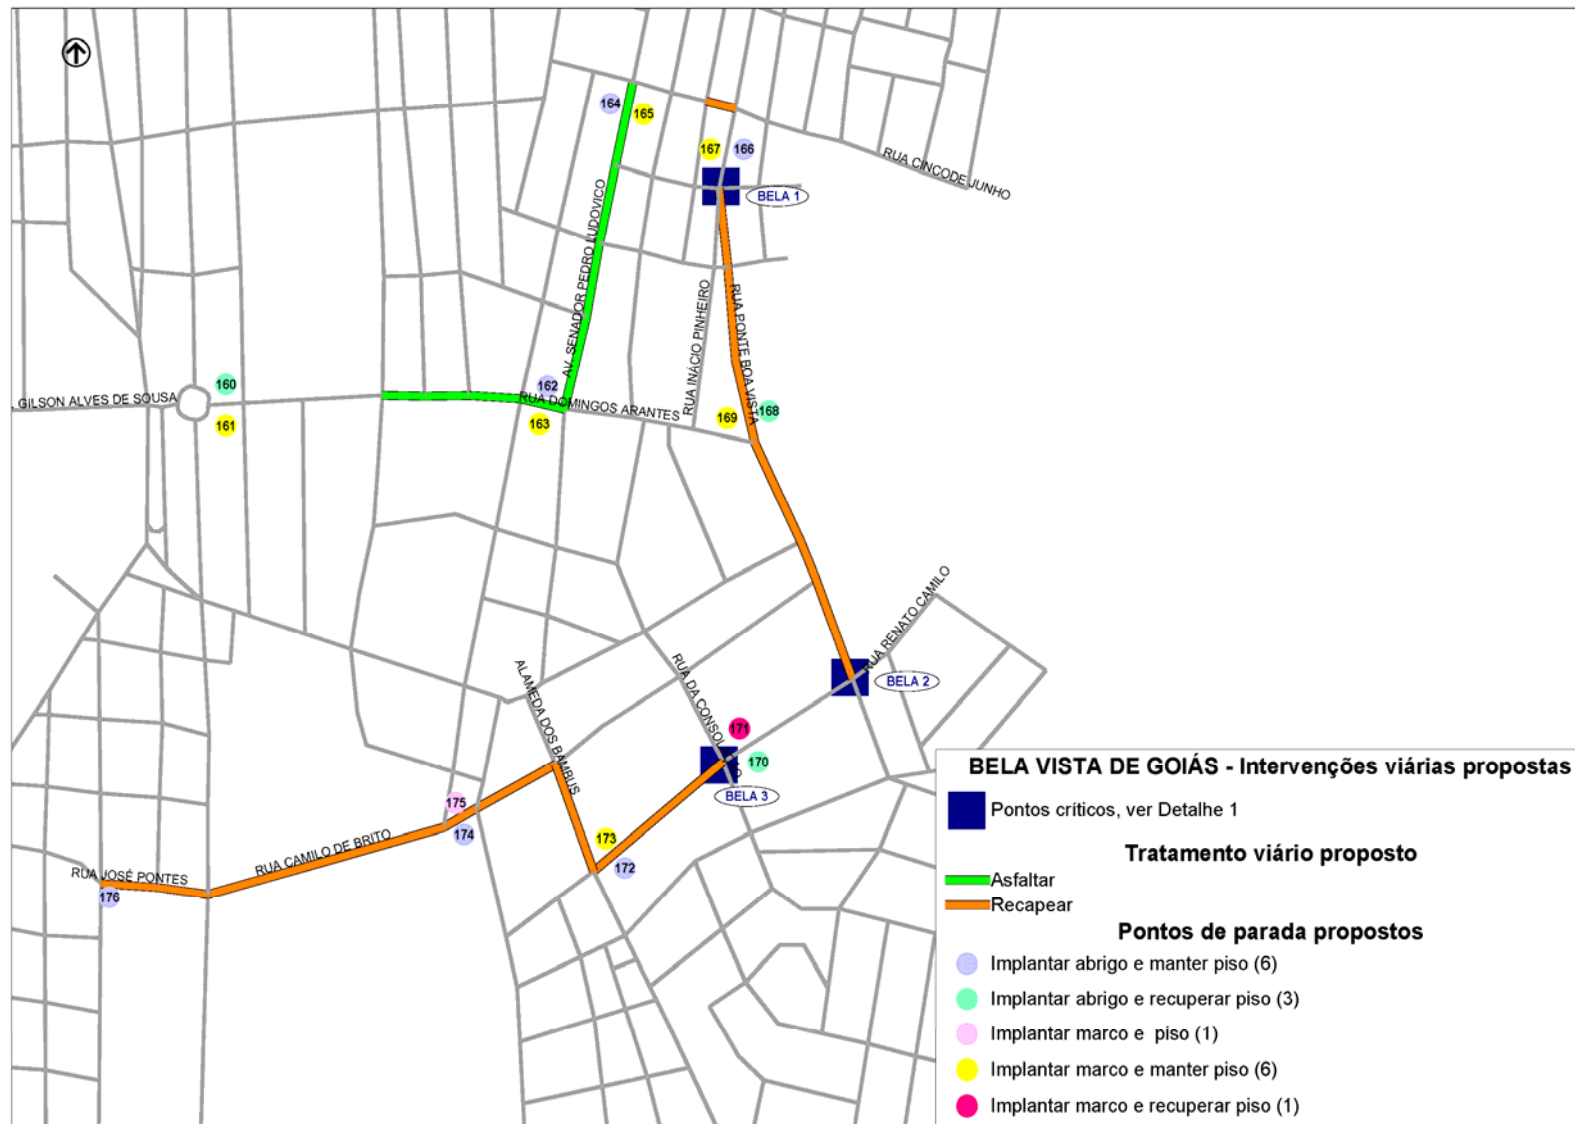 164
165
167
166
RUA CINCODE JUNHO
BELA 1
AV. SENADOR PEDRO LUDOVICO
RUA INÁCIO PINHEIRO
RUA PONTE BOA VISTA
160
GILSON ALVES DE SOUSA
161
162
RUA DOMINGOS ARANTES
163
169
168
RUA RENATO CAMILO
BELA 2
ALAMEDA DOS BAMBUS
RUA DA CONSOL
171
170
BELA 3
175
174
173
172
RUA CAMILO DE BRITO
RUA JOSÉ PONTES
176
BELA VISTA DE GOIÁS - Intervenções viárias propostas
Pontos críticos, ver Detalhe 1
Tratamento viário proposto
Asfaltar
Recapear
Pontos de parada propostos
Implantar abrigo e manter piso (6)
Implantar abrigo e recuperar piso (3)
Implantar marco e piso (1)
Implantar marco e manter piso (6)
Implantar marco e recuperar piso (1)